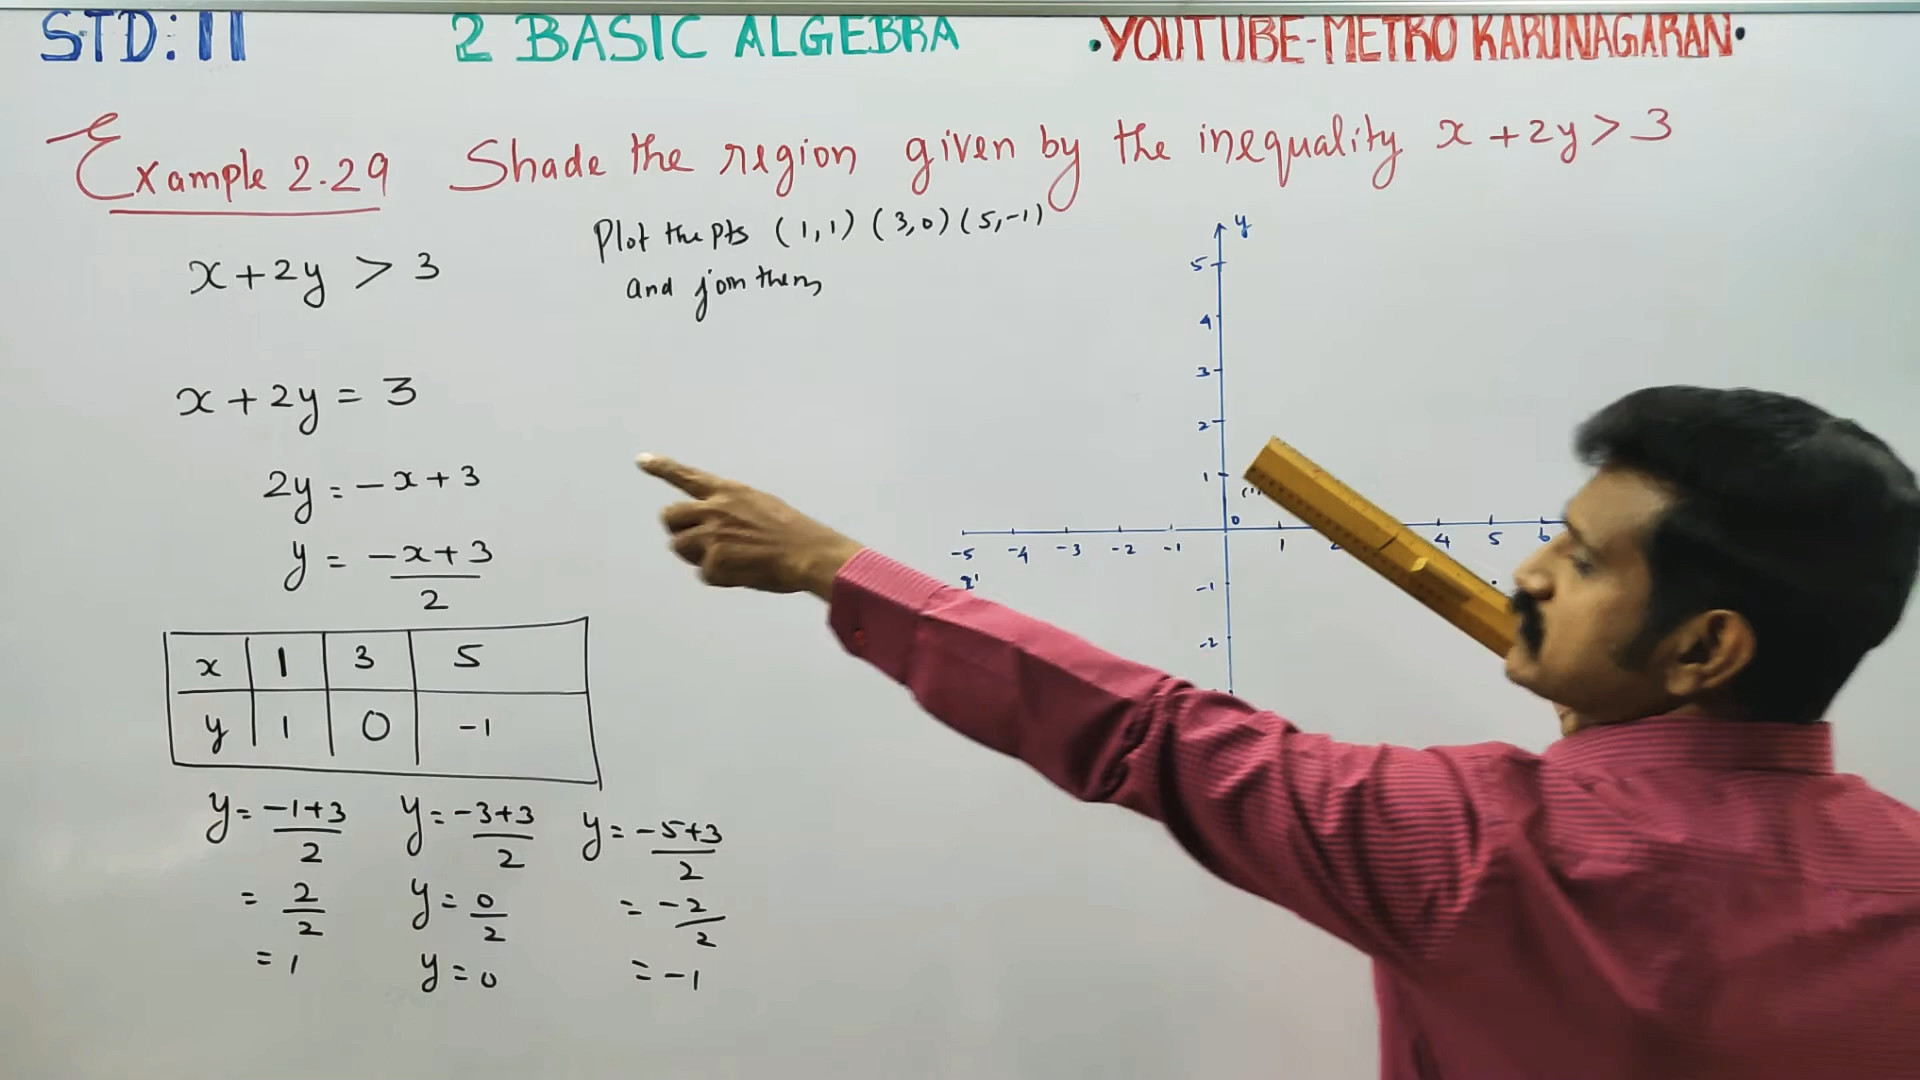 STD: 11 2 BASIC ALGEBRA •YOUTUBE-METRO KARUNAGARAN•
Example 2.29 Shade the region given by the inequality x + 2y > 3
Plot the pts (1,1) (3,0) (5,-1)
and join them
x + 2y > 3
x + 2y = 3
2y = -x + 3
y = -x+3
2
x 1 3 5
y 1 0 -1
y = -1+3 y = -3+3 y = -5+3
2 2 2
= 2 y = 0 = -2
2 2 2
= 1 y = 0 = -1
y
5
4
3
2
1
0
-5 -4 -3 -2 -1 1 4 5 6
x'
-1
-2